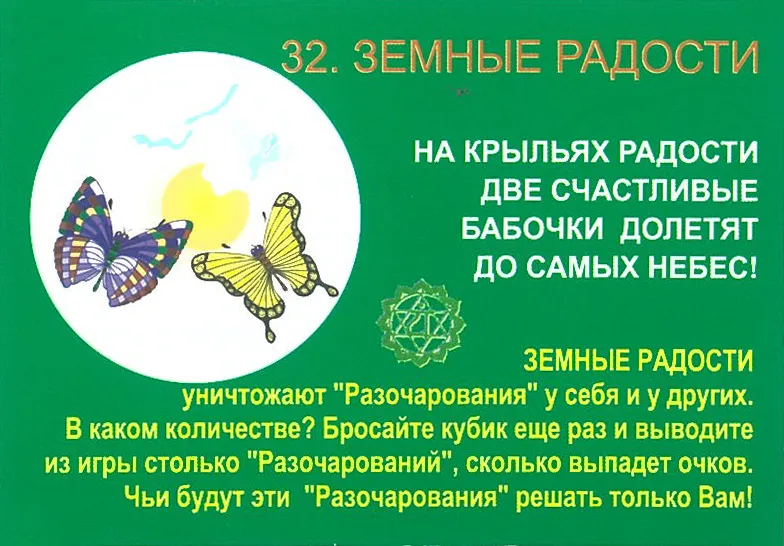 32. ЗЕМНЫЕ РАДОСТИ
НА КРЫЛЬЯХ РАДОСТИ
ДВЕ СЧАСТЛИВЫЕ
БАБОЧКИ ДОЛЕТЯТ
ДО САМЫХ НЕБЕС!
ЗЕМНЫЕ РАДОСТИ
уничтожают "Разочарования" у себя и у других.
В каком количестве? Бросайте кубик еще раз и выводите
из игры столько "Разочарований", сколько выпадет очков.
Чьи будут эти "Разочарования" решать только Вам!